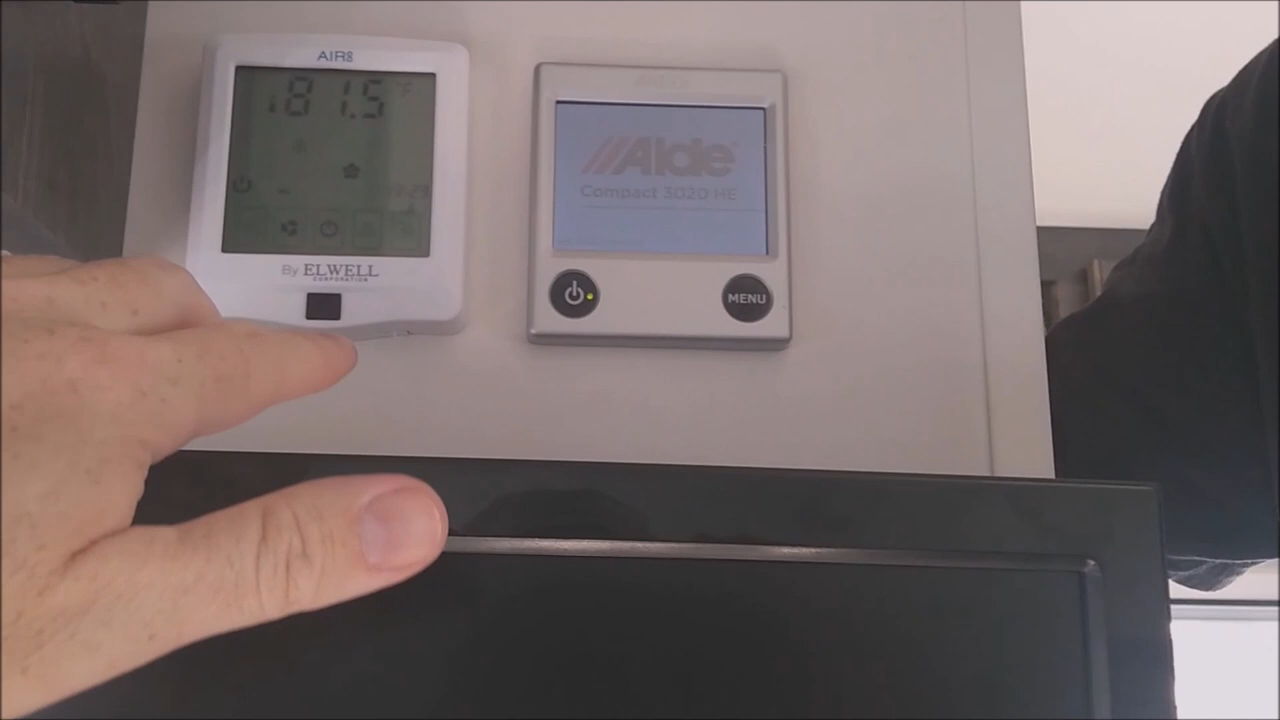 AIR8
81.5 °F
By ELWELL
CORPORATION
Alde
Compact 3020 HE
MENU